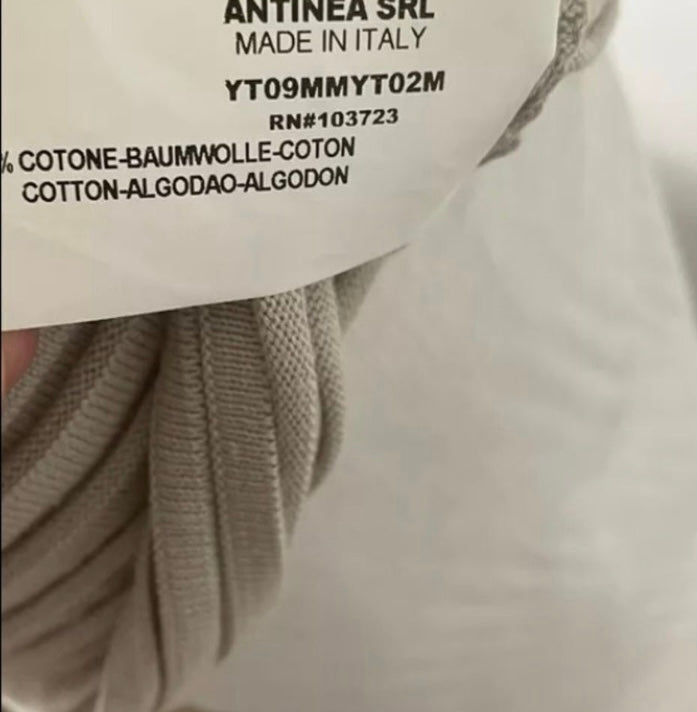 ANTINEA SRL
MADE IN ITALY
YT09MMYT02M
RN#103723
% COTONE-BAUMWOLLE-COTON
COTTON-ALGODAO-ALGODON